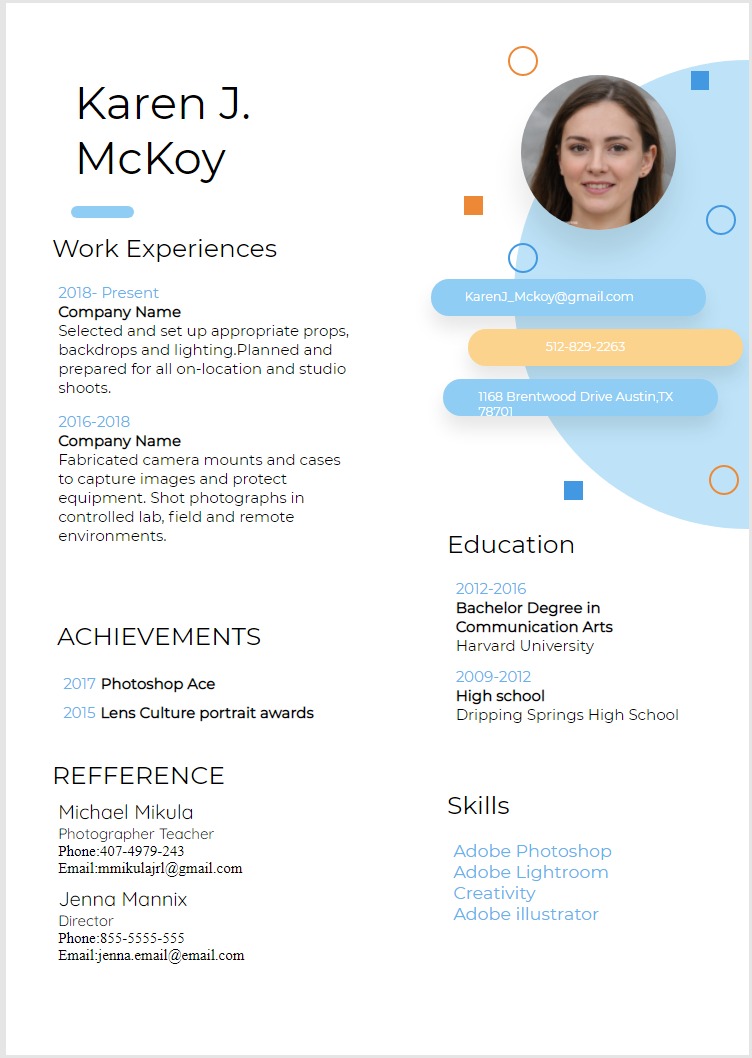 Karen J.
McKoy
Work Experiences
2018- Present
Company Name
Selected and set up appropriate props,
backdrops and lighting.Planned and
prepared for all on-location and studio
shoots.
2016-2018
Company Name
Fabricated camera mounts and cases
to capture images and protect
equipment. Shot photographs in
controlled lab, field and remote
environments.
ACHIEVEMENTS
2017 Photoshop Ace
2015 Lens Culture portrait awards
REFFERENCE
Michael Mikula
Photographer Teacher
Phone:407-4979-243
Email:mmikulajrl@gmail.com
Jenna Mannix
Director
Phone:855-5555-555
Email:jenna.email@email.com
KarenJ_Mckoy@gmail.com
512-829-2263
1168 Brentwood Drive Austin,TX
78701
Education
2012-2016
Bachelor Degree in
Communication Arts
Harvard University
2009-2012
High school
Dripping Springs High School
Skills
Adobe Photoshop
Adobe Lightroom
Creativity
Adobe illustrator